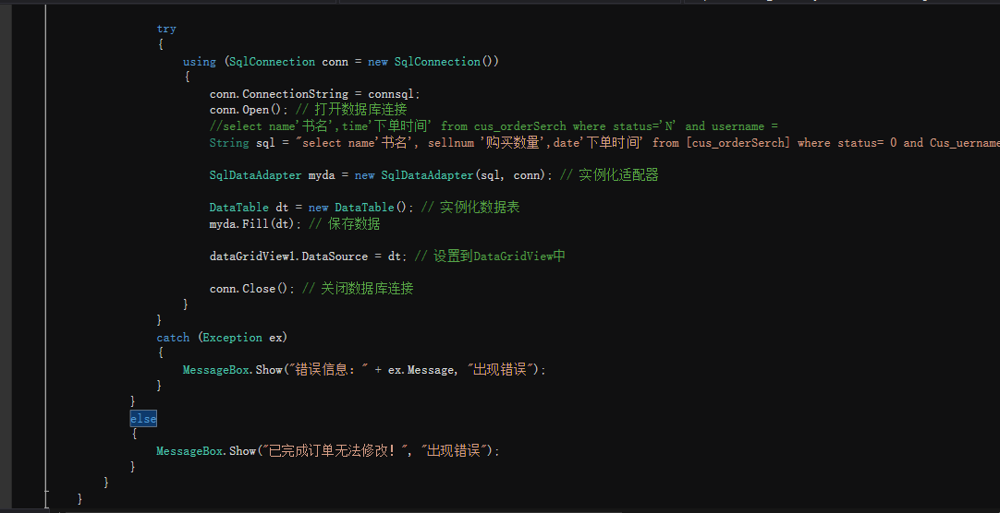 try
{
using (SqlConnection conn = new SqlConnection())
{
conn.ConnectionString = connsql;
conn.Open(); // 打开数据库连接
//select name'书名',time'下单时间' from cus_orderSerch where status='N' and username =
String sql = "select name'书名', sellnum '购买数量',date'下单时间' from [cus_orderSerch] where status= 0 and Cus_uername
SqlDataAdapter myda = new SqlDataAdapter(sql, conn); // 实例化适配器
DataTable dt = new DataTable(); // 实例化数据表
myda.Fill(dt); // 保存数据
dataGridView1.DataSource = dt; // 设置到DataGridView中
conn.Close(); // 关闭数据库连接
}
}
catch (Exception ex)
{
MessageBox.Show("错误信息：" + ex.Message, "出现错误");
}
}
else
{
MessageBox.Show("已完成订单无法修改！", "出现错误");
}
}
}